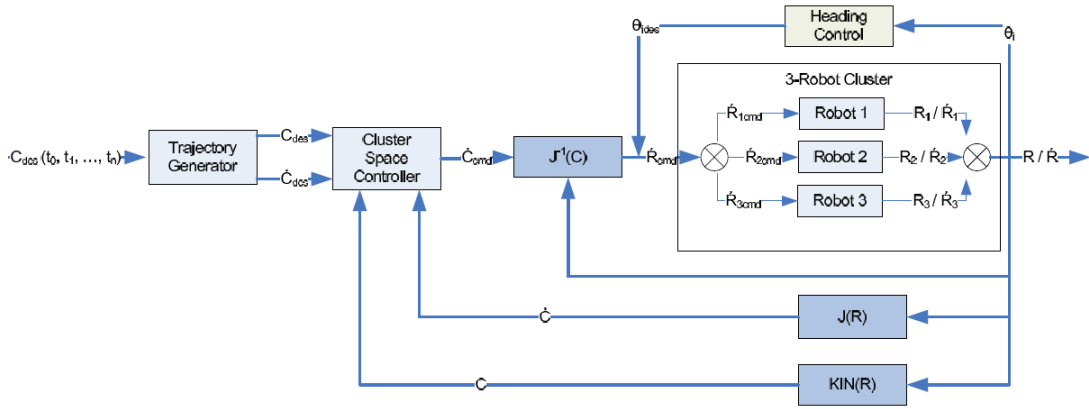 Heading
Control
θides
θi
3-Robot Cluster
Ṙ1cmd
Robot 1
R1 / Ṙ1
Cdes (t0, t1, ..., tn)
Trajectory
Generator
Cdes
Ċdes
Cluster
Space
Controller
Ċcmd
J-1(C)
Ṙcmd
Ṙ2cmd
Robot 2
R2 / Ṙ2
R / Ṙ
Ṙ3cmd
Robot 3
R3 / Ṙ3
Ċ
J(R)
C
KIN(R)